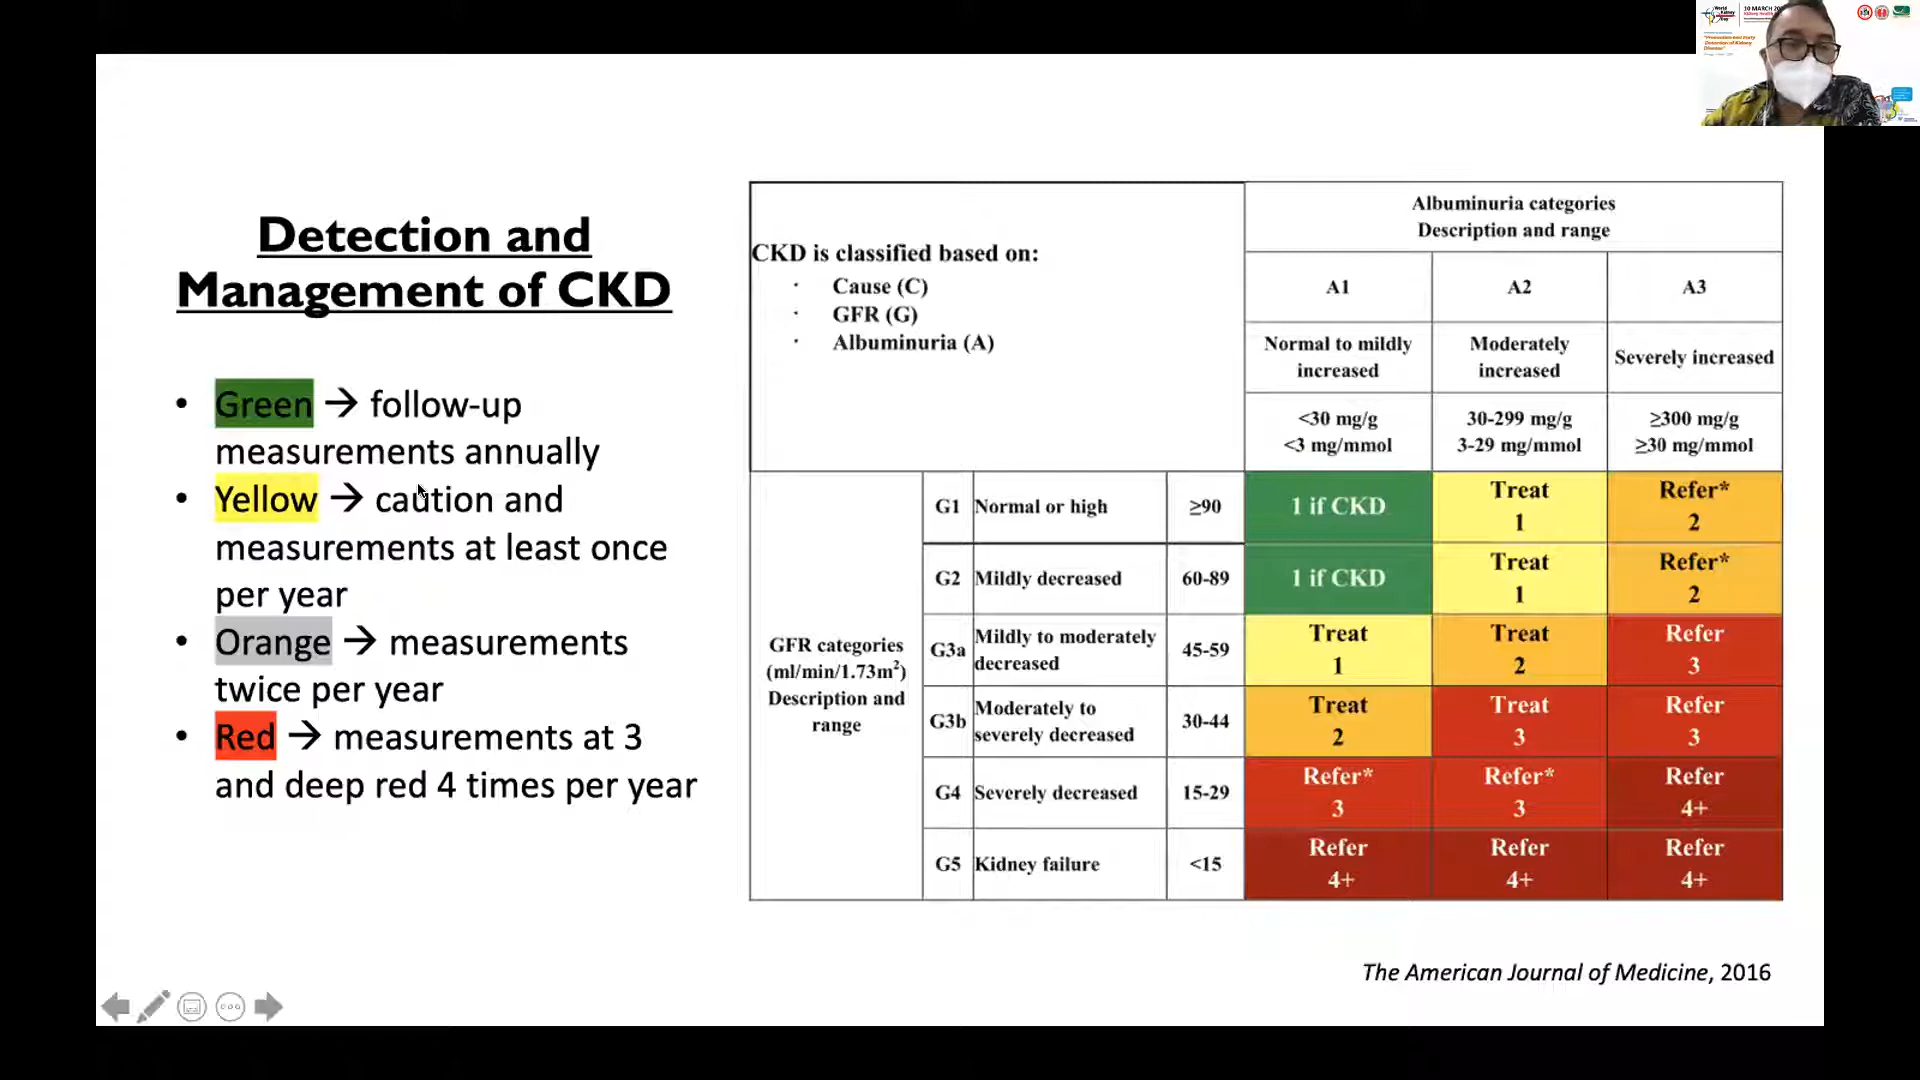 World
Kidney
Day
10 MARCH
Detection and
Management of CKD
• Green → follow-up
measurements annually
• Yellow → caution and
measurements at least once
per year
• Orange → measurements
twice per year
• Red → measurements at 3
and deep red 4 times per year
CKD is classified based on:
· Cause (C)
· GFR (G)
· Albuminuria (A)
Albuminuria categories
Description and range
A1 A2 A3
Normal to mildly
increased
Moderately
increased
Severely increased
<30 mg/g
<3 mg/mmol
30-299 mg/g
3-29 mg/mmol
≥300 mg/g
≥30 mg/mmol
GFR categories
(ml/min/1.73m²)
Description and
range
G1 Normal or high ≥90
1 if CKD
Treat
1
Refer*
2
G2 Mildly decreased 60-89
1 if CKD
Treat
1
Refer*
2
G3a
Mildly to moderately
decreased
45-59
Treat
1
Treat
2
Refer
3
G3b
Moderately to
severely decreased
30-44
Treat
2
Treat
3
Refer
3
G4 Severely decreased 15-29
Refer*
3
Refer*
3
Refer
4+
G5 Kidney failure <15
Refer
4+
Refer
4+
Refer
4+
The American Journal of Medicine, 2016